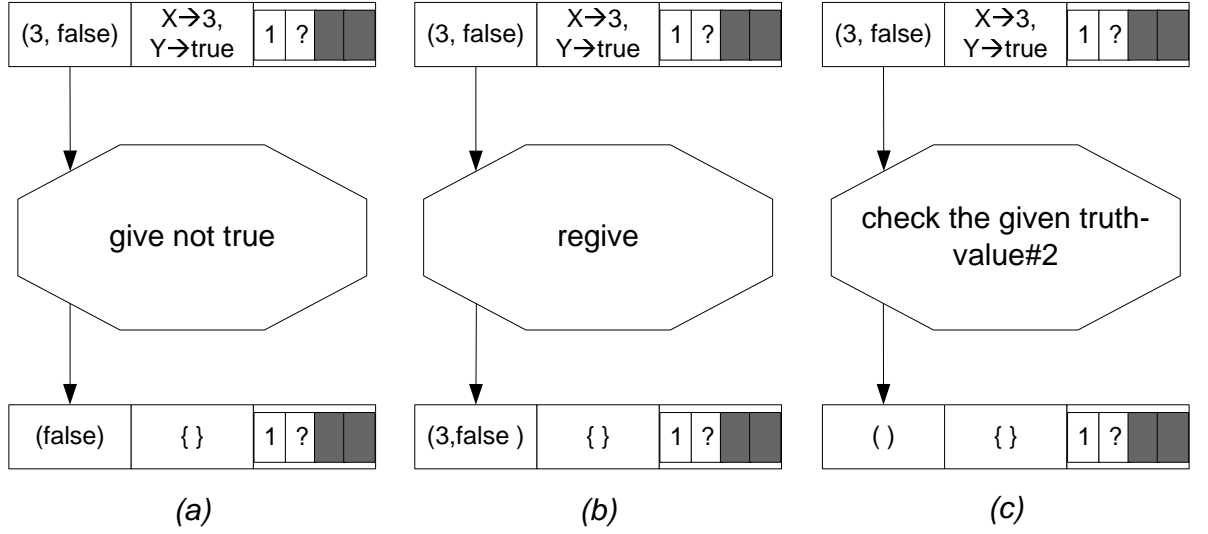 (3, false) X→3, 1 ?
Y→true
give not true
(false) { } 1 ?
(a)
(3, false) X→3, 1 ?
Y→true
regive
(3,false ) { } 1 ?
(b)
(3, false) X→3, 1 ?
Y→true
check the given truth-
value#2
( ) { } 1 ?
(c)